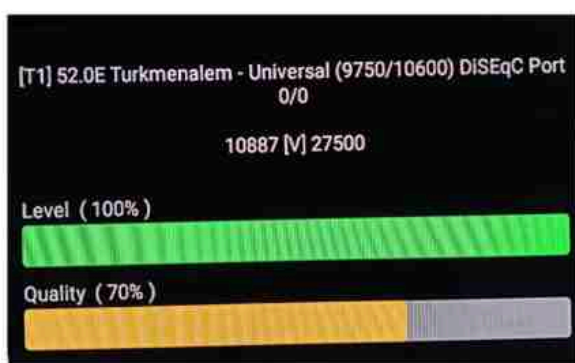 [T1] 52.0E Turkmenalem - Universal (9750/10600) DiSEqC Port
0/0
10887 [V] 27500
Level ( 100% )
Quality ( 70% )